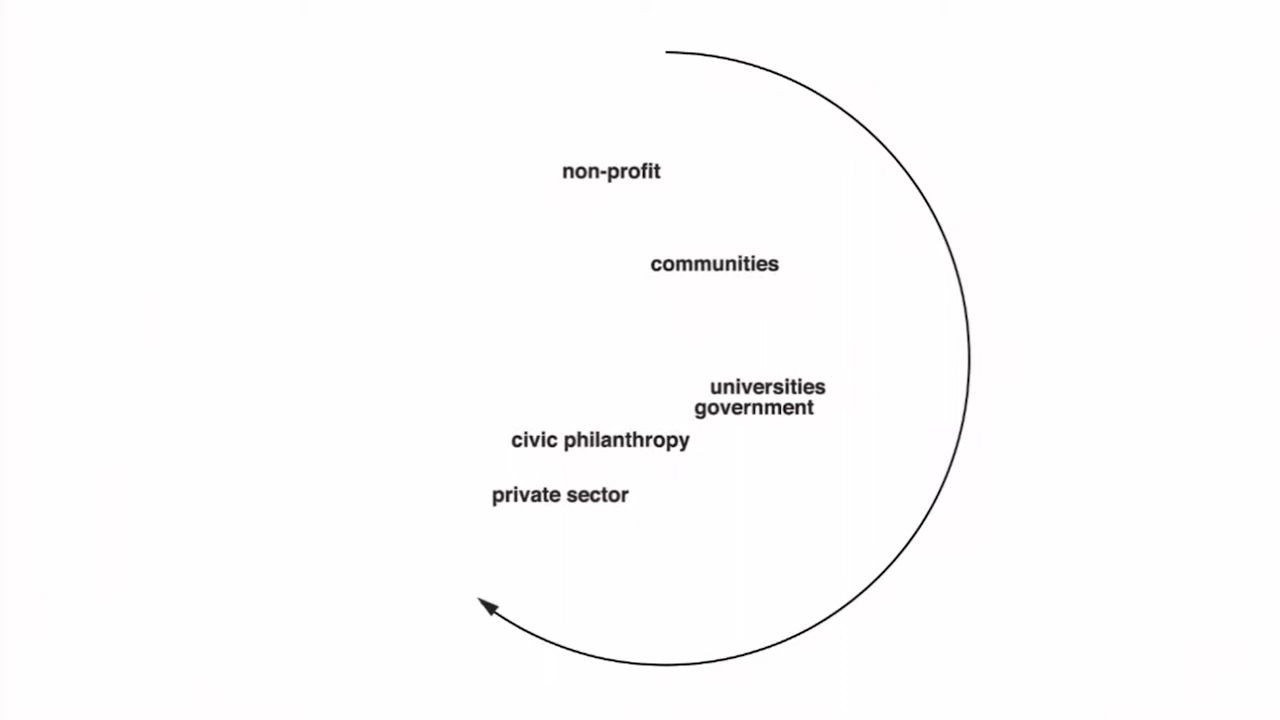 non-profit
communities
universities
government
civic philanthropy
private sector